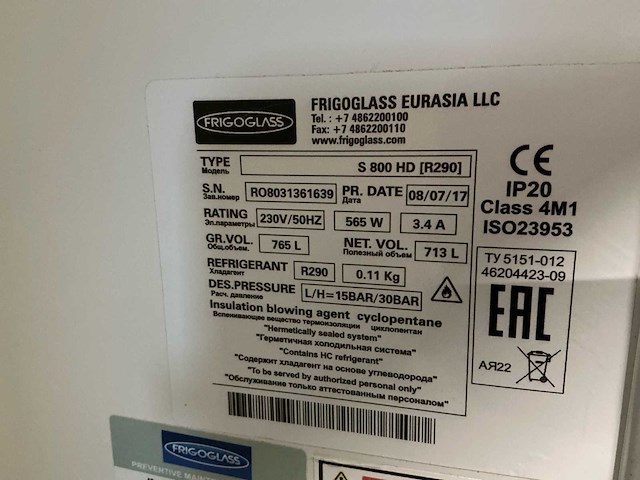 FRIGOGLASS
FRIGOGLASS EURASIA LLC
Tel. : +7 4862200100
Fax: +7 4862200110
www.frigoglass.com
TYPE S 800 HD [R290]
Модель
S.N. RO8031361639 PR. DATE 08/07/17
Зав.номер Дата
RATING 230V/50HZ 565 W 3.4 A
Эл.параметры
GR.VOL. 765 L NET. VOL. 713 L
Общ.объем. Полезный объем
REFRIGERANT R290 0.11 Kg
Хладагент
DES.PRESSURE L/H=15BAR/30BAR
Расч. давление
Insulation blowing agent cyclopentane
Вспенивающее вещество термоизоляции циклопентан
"Hermetically sealed system"
"Герметичная холодильная система"
"Contains HC refrigerant"
"Содержит хладагент на основе углеводорода"
"To be served by authorized personal only"
"Обслуживание только аттестованным персоналом"
CE
IP20
Class 4M1
ISO23953
ТУ 5151-012
46204423-09
EAC
АЯ22
FRIGOGLASS
PREVENTIVE